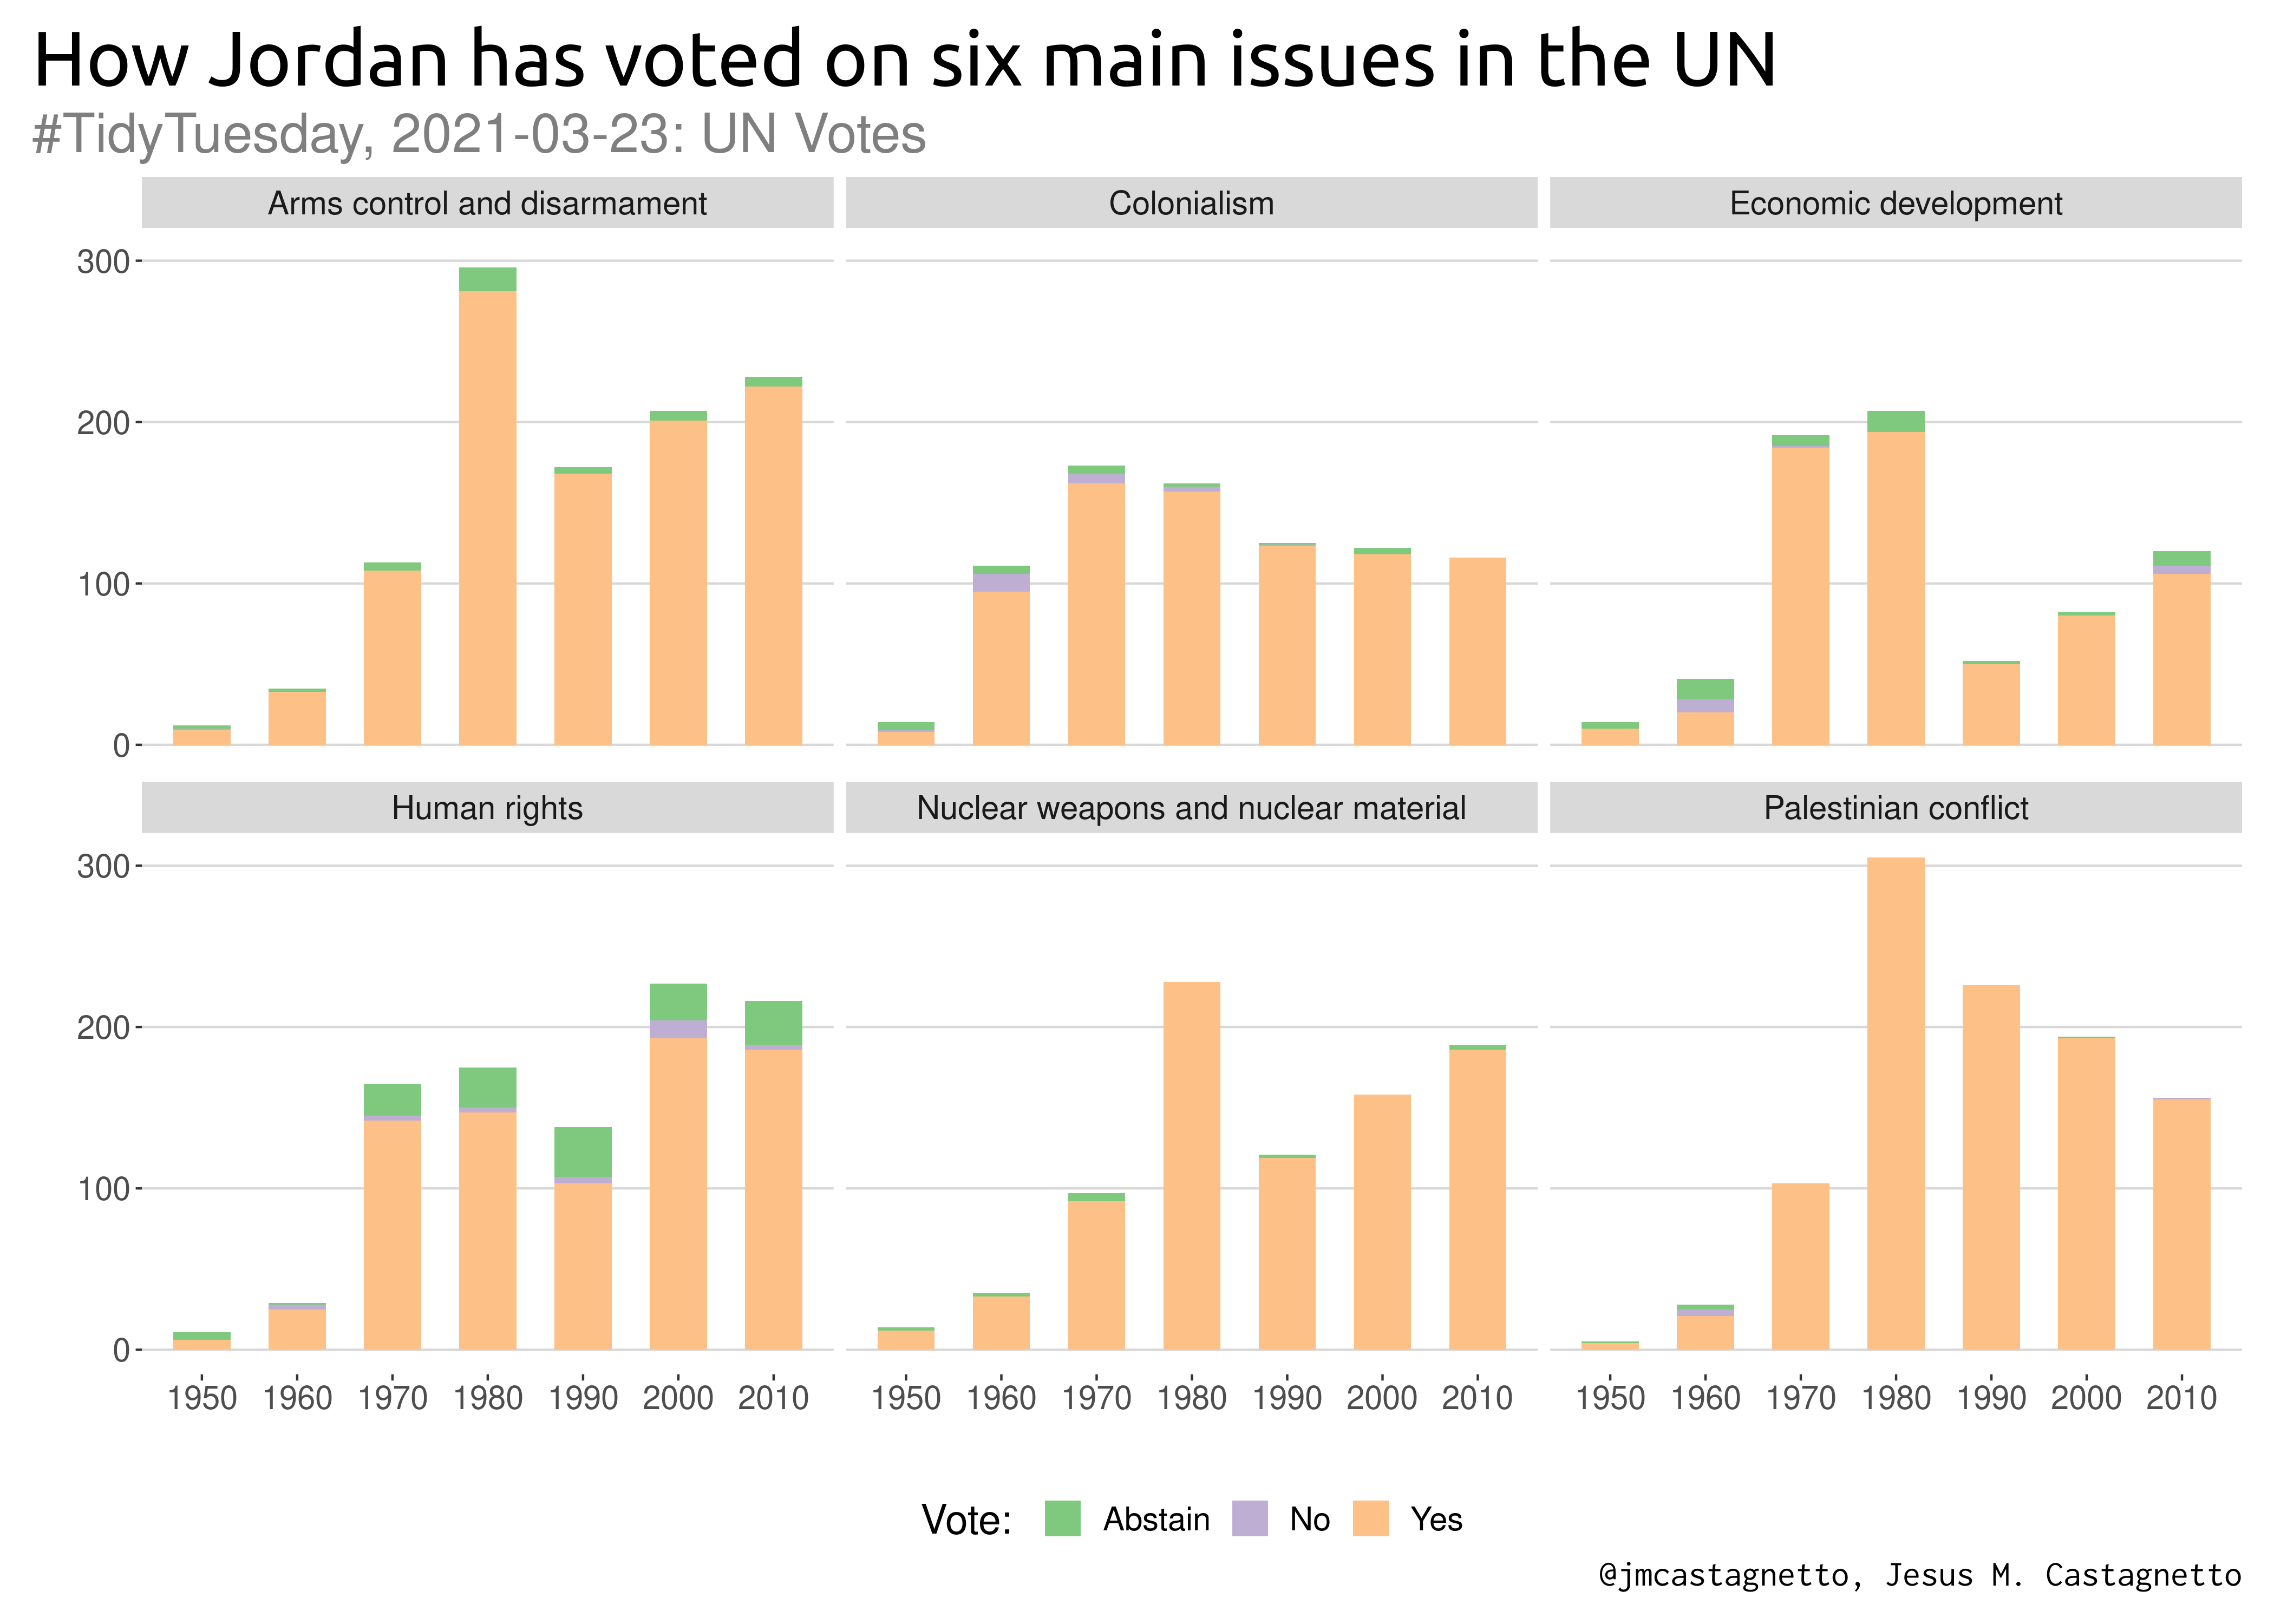 How Jordan has voted on six main issues in the UN
#TidyTuesday, 2021-03-23: UN Votes
Arms control and disarmament
Colonialism
Economic development
300
200
100
0
Human rights
Nuclear weapons and nuclear material
Palestinian conflict
300
200
100
0
1950 1960 1970 1980 1990 2000 2010
1950 1960 1970 1980 1990 2000 2010
1950 1960 1970 1980 1990 2000 2010
Vote: Abstain No Yes
@jmcastagnetto, Jesus M. Castagnetto